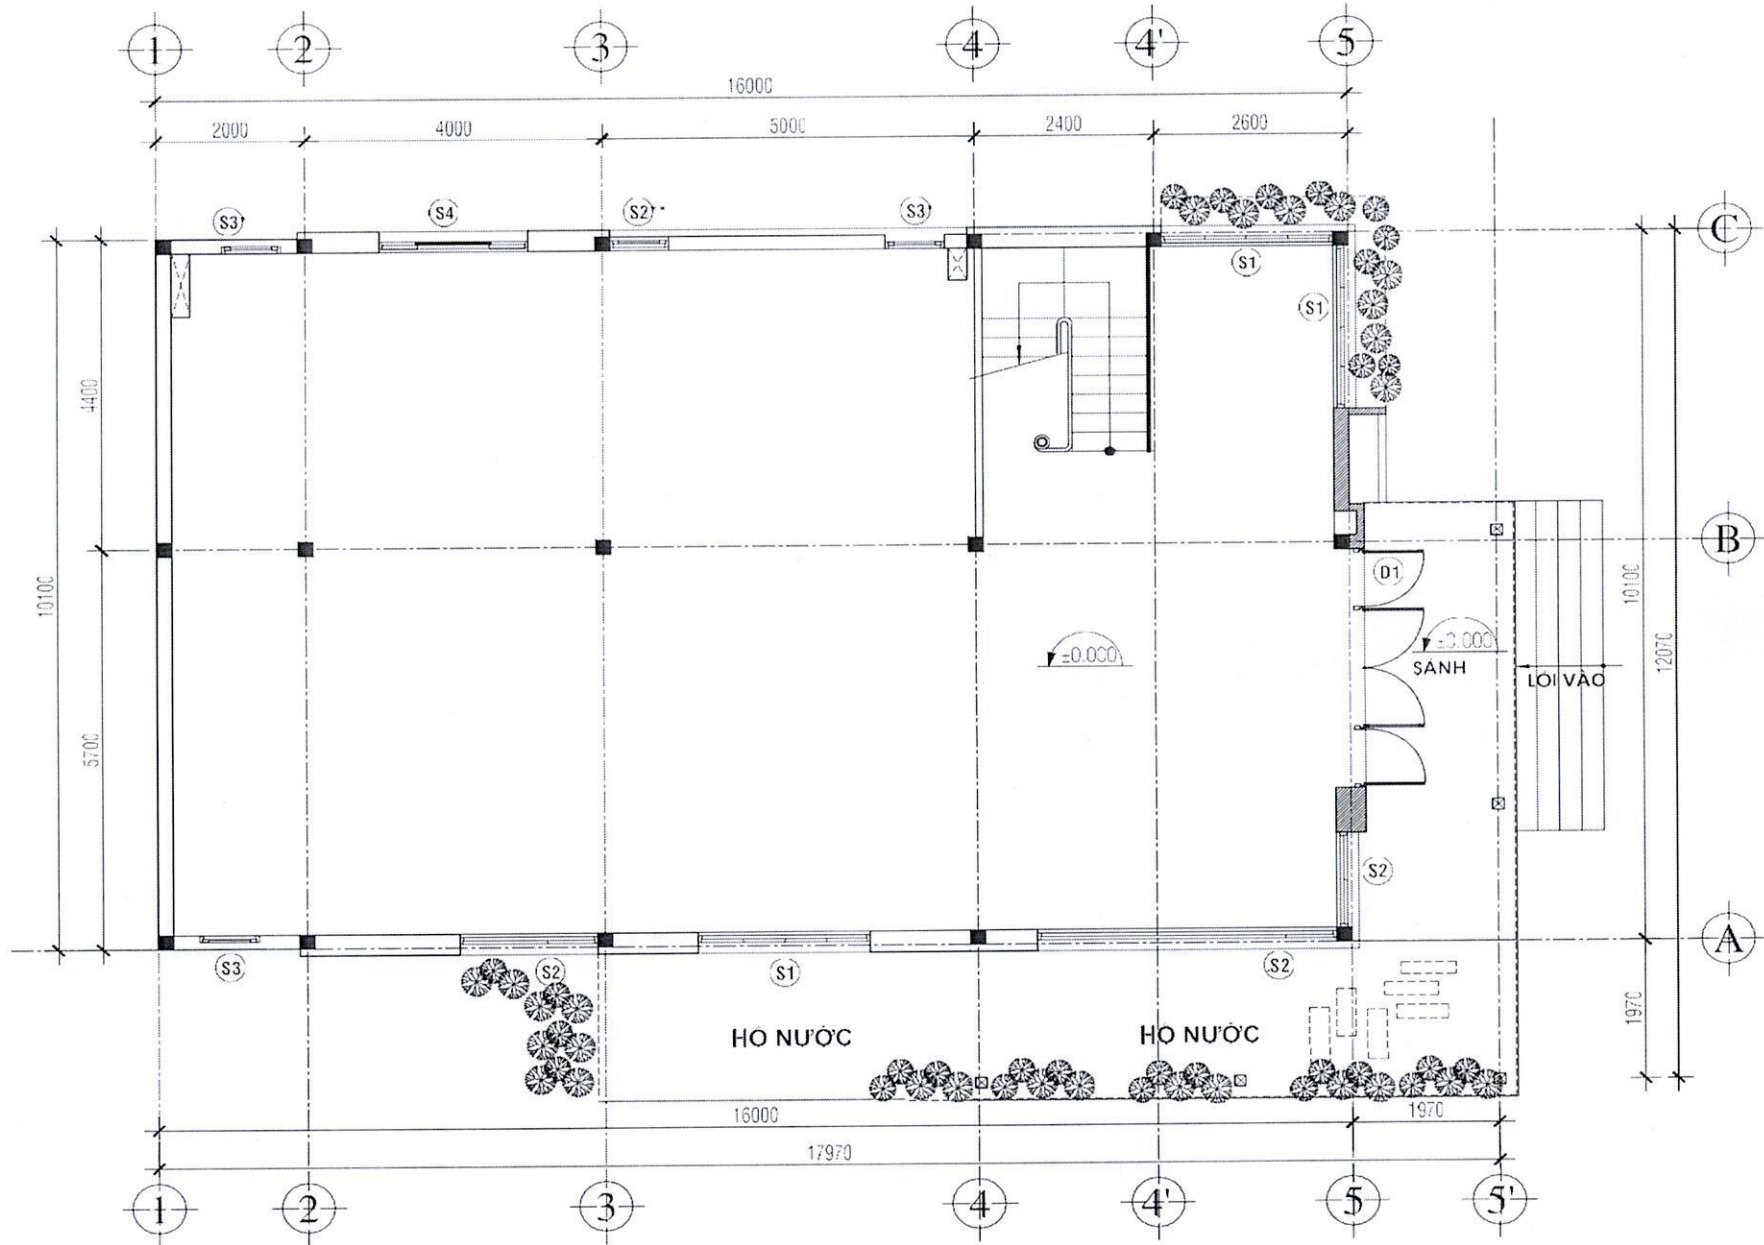 1 2 3 4 4' 5
16000
2000 4000 5000 2400 2600
S3' S4 S2'' S3' C
S1
S1
4400
B
D1
10100 10100
±0.000 ±0.000
SẢNH
12070
LỐI VÀO
5700
S2
A
S3 S2 S1 S2
1970
HỒ NƯỚC HỒ NƯỚC
16000 1970
17970
1 2 3 4 4' 5 5'